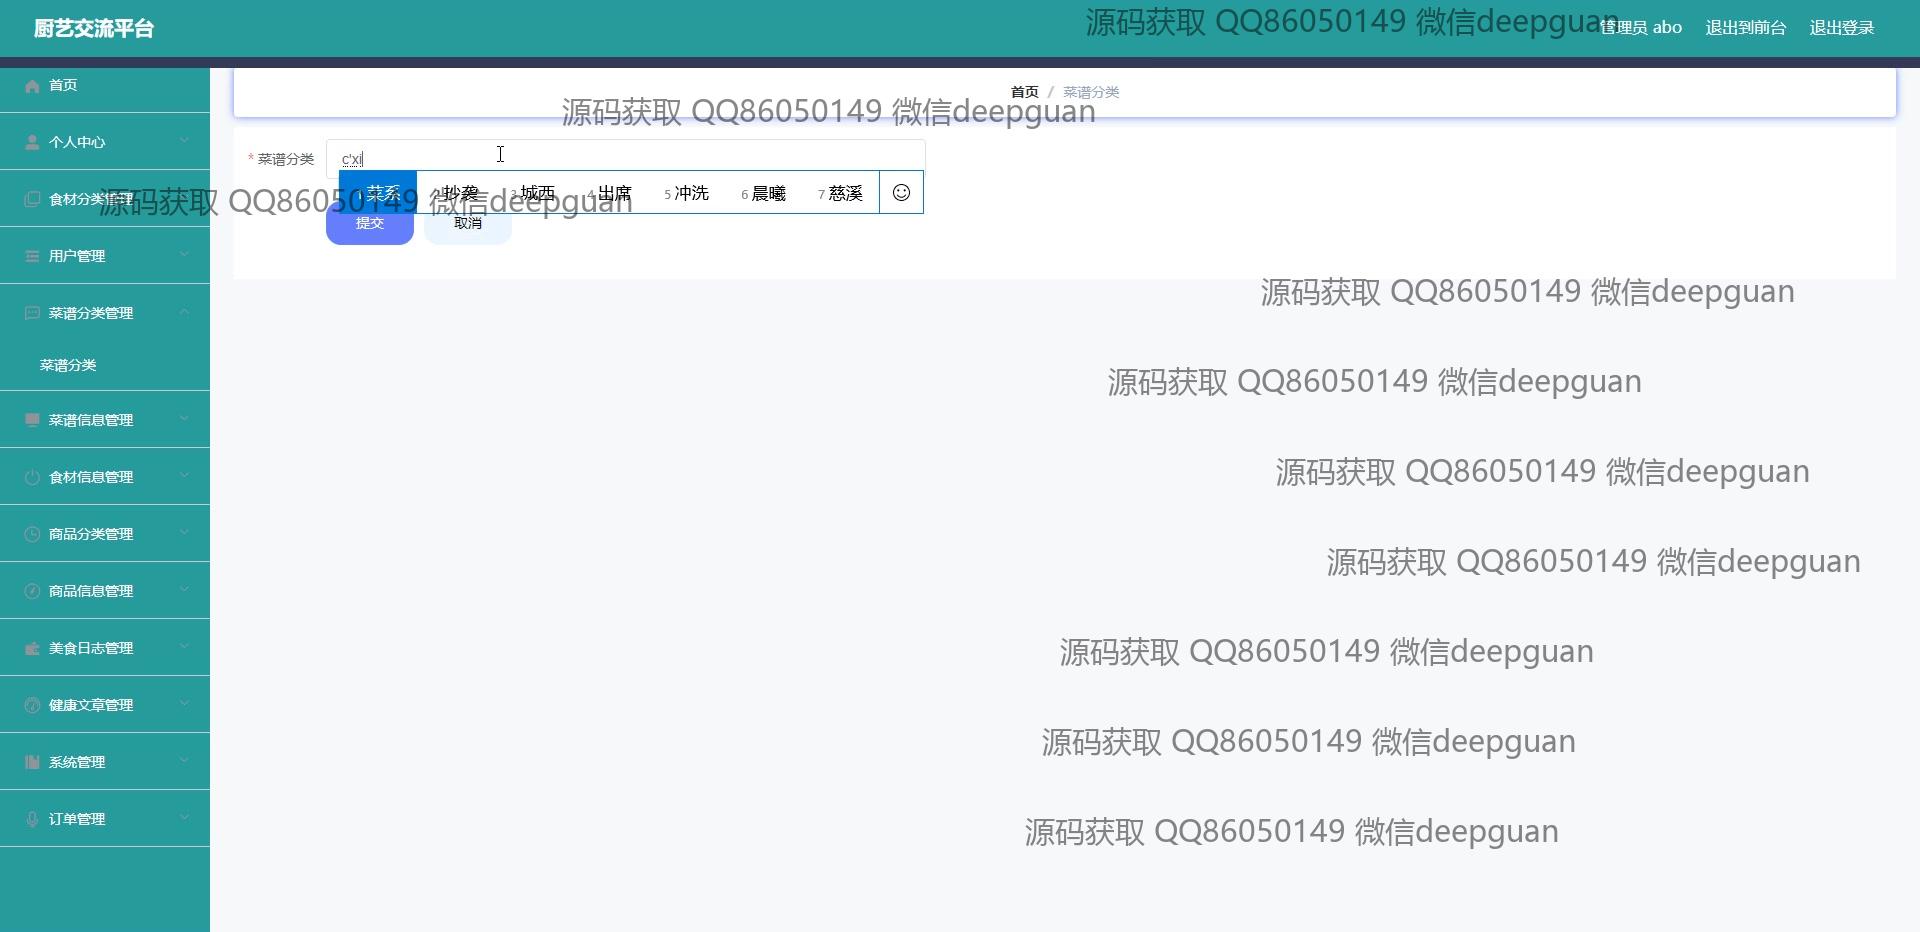 厨艺交流平台
源码获取 QQ86050149 微信deepguan
管理员 abo 退出到前台 退出登录
首页
首页 / 菜谱分类
源码获取 QQ86050149 微信deepguan
个人中心
* 菜谱分类 c'xi
1 菜系 2 抄袭 3 城西 4 出席 5 冲洗 6 晨曦 7 慈溪
食材分类管理
源码获取 QQ86050149 微信deepguan
提交 取消
用户管理
源码获取 QQ86050149 微信deepguan
菜谱分类管理
菜谱分类
源码获取 QQ86050149 微信deepguan
菜谱信息管理
食材信息管理
源码获取 QQ86050149 微信deepguan
商品分类管理
源码获取 QQ86050149 微信deepguan
商品信息管理
美食日志管理
源码获取 QQ86050149 微信deepguan
健康文章管理
源码获取 QQ86050149 微信deepguan
系统管理
订单管理
源码获取 QQ86050149 微信deepguan